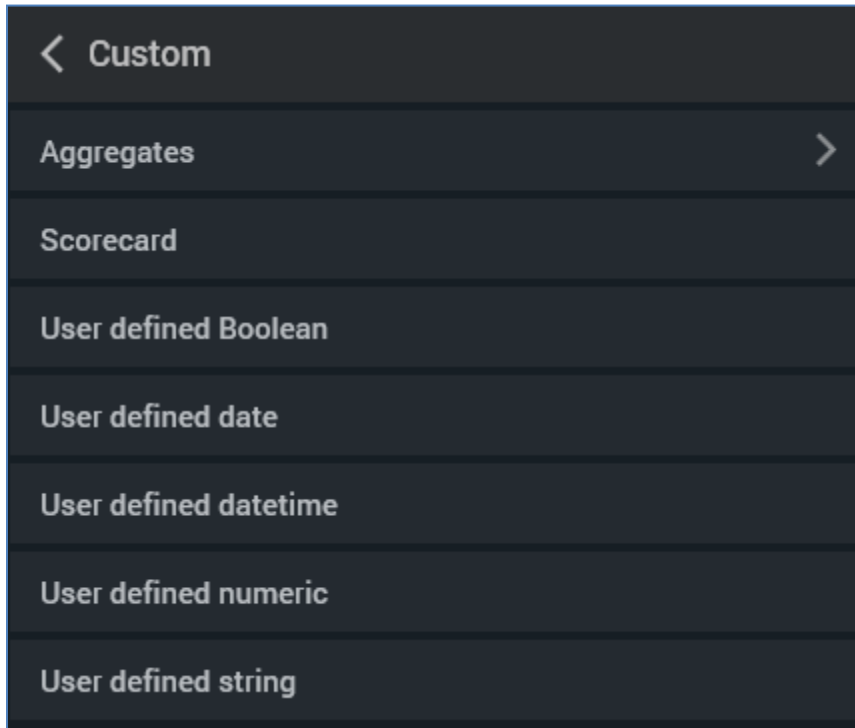 Custom
Aggregates
Scorecard
User defined Boolean
User defined date
User defined datetime
User defined numeric
User defined string